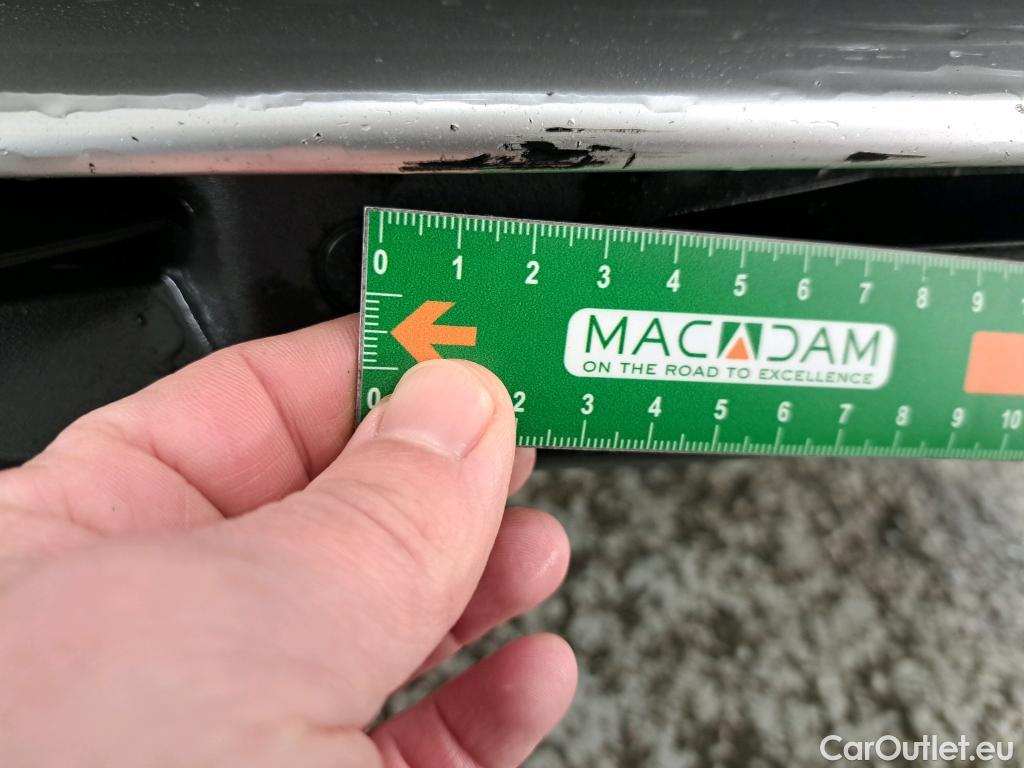 0 1 2 3 4 5 6 7 8 9
MACADAM
ON THE ROAD TO EXCELLENCE
0 2 3 4 5 6 7 8 9 10
CarOutlet.eu